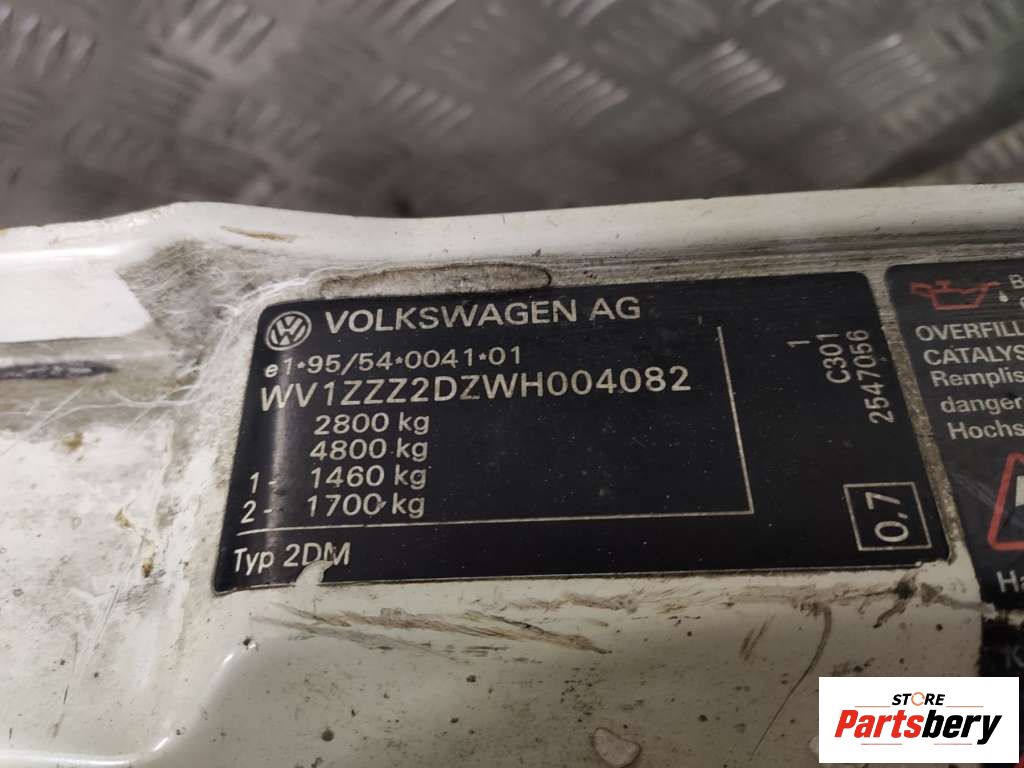 VOLKSWAGEN AG
e1*95/54*0041*01
WV1ZZZ2DZWH004082
2800 kg
4800 kg
1- 1460 kg
2- 1700 kg
Typ 2DM
1
C301
2547056
0,7
OVERFILL
CATALYS
Remplis
danger
Hochs
STORE
Partsbery